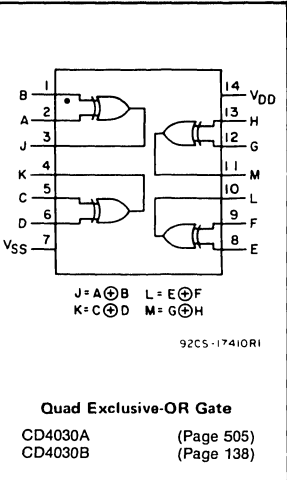 B 1 14 VDD
A 2 13 H
J 3 12 G
K 4 11 M
C 5 10 L
D 6 9 F
VSS 7 8 E
J=A⊕B L=E⊕F
K=C⊕D M=G⊕H
92CS-17410R1
Quad Exclusive-OR Gate
CD4030A (Page 505)
CD4030B (Page 138)